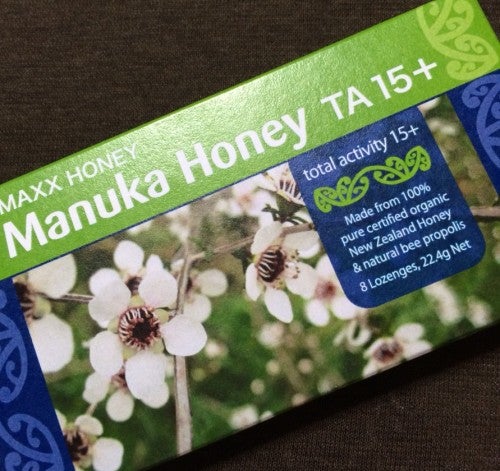 MAXX HONEY
Manuka Honey TA 15+
total activity 15+
Made from 100%
pure certified organic
New Zealand Honey
& natural bee propolis
8 Lozenges, 22.4g Net